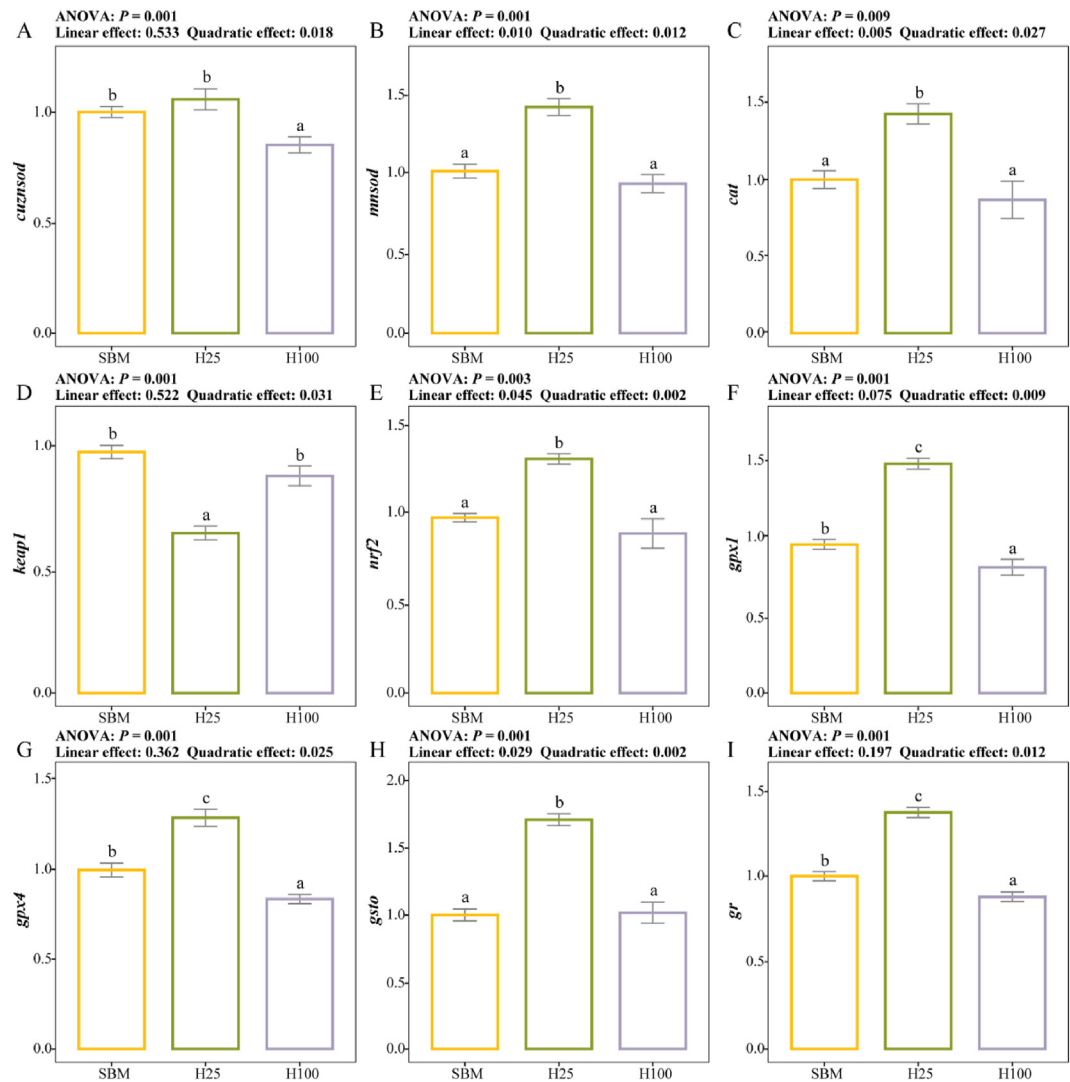 A
ANOVA: P = 0.001
Linear effect: 0.533 Quadratic effect: 0.018
cuznsod
1.0
0.5
0.0
b
b
a
SBM H25 H100
B
ANOVA: P = 0.001
Linear effect: 0.010 Quadratic effect: 0.012
mnsod
1.5
1.0
0.5
0.0
a
b
a
SBM H25 H100
C
ANOVA: P = 0.009
Linear effect: 0.005 Quadratic effect: 0.027
cat
1.5
1.0
0.5
0.0
a
b
a
SBM H25 H100
D
ANOVA: P = 0.001
Linear effect: 0.522 Quadratic effect: 0.031
keap1
1.0
0.5
0.0
b
a
b
SBM H25 H100
E
ANOVA: P = 0.003
Linear effect: 0.045 Quadratic effect: 0.002
nrf2
1.5
1.0
0.5
0.0
a
b
a
SBM H25 H100
F
ANOVA: P = 0.001
Linear effect: 0.075 Quadratic effect: 0.009
gpx1
1.5
1.0
0.5
0.0
b
c
a
SBM H25 H100
G
ANOVA: P = 0.001
Linear effect: 0.362 Quadratic effect: 0.025
gpx4
1.5
1.0
0.5
0.0
b
c
a
SBM H25 H100
H
ANOVA: P = 0.001
Linear effect: 0.029 Quadratic effect: 0.002
gsto
2.0
1.5
1.0
0.5
0.0
a
b
a
SBM H25 H100
I
ANOVA: P = 0.001
Linear effect: 0.197 Quadratic effect: 0.012
gr
1.5
1.0
0.5
0.0
b
c
a
SBM H25 H100